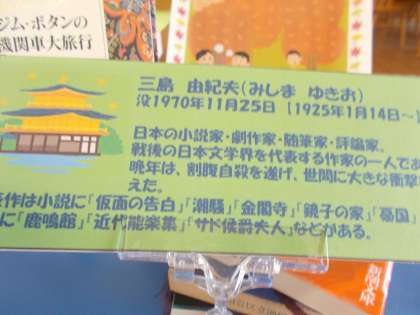 ジム・ボタンの
機関車大旅行
三島 由紀夫(みしま ゆきお)
没1970年11月25日 【1925年1月14日～】
日本の小説家・劇作家・随筆家・評論家。
戦後の日本文学界を代表する作家の一人であ
晩年は、割腹自殺を遂げ、世間に大きな衝撃
えた。
著作は小説に「仮面の告白」「潮騒」「金閣寺」「鏡子の家」「憂国」
に「鹿鳴館」「近代能楽集」「サド侯爵夫人」などがある。